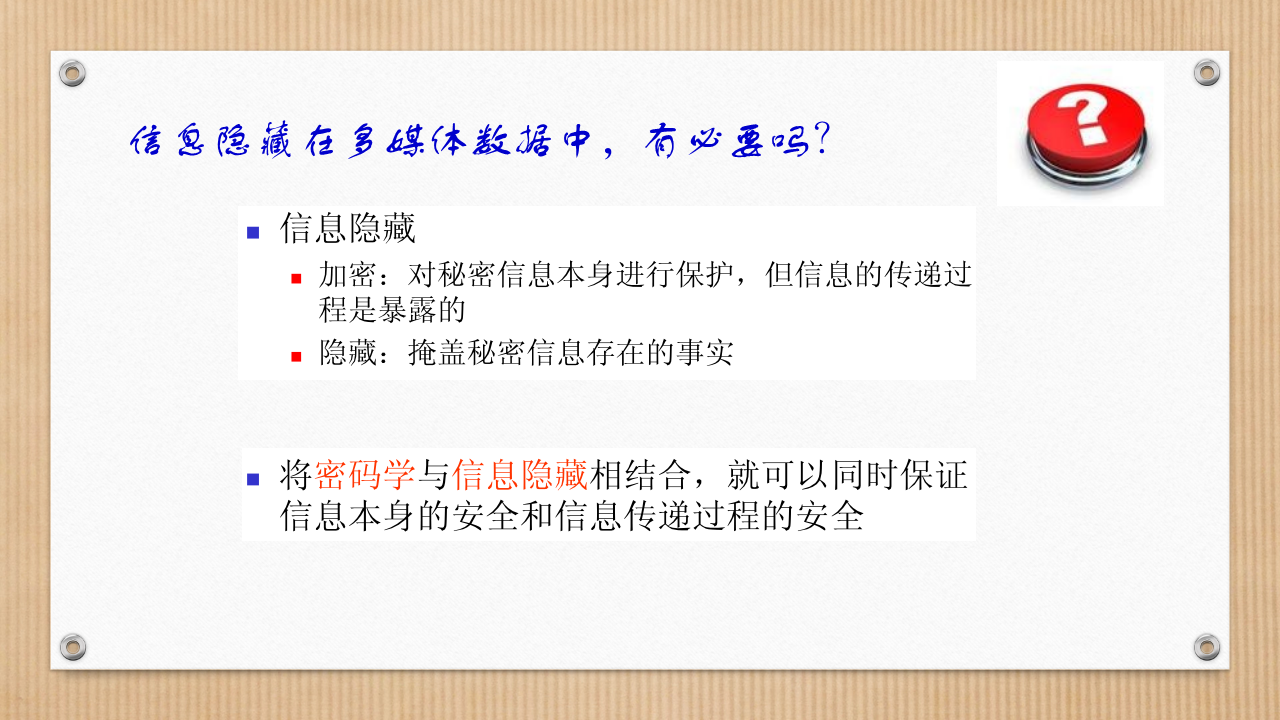 信息隐藏在多媒体数据中，有必要吗？
信息隐藏
加密：对秘密信息本身进行保护，但信息的传递过
程是暴露的
隐藏：掩盖秘密信息存在的事实
将密码学与信息隐藏相结合，就可以同时保证
信息本身的安全和信息传递过程的安全
?